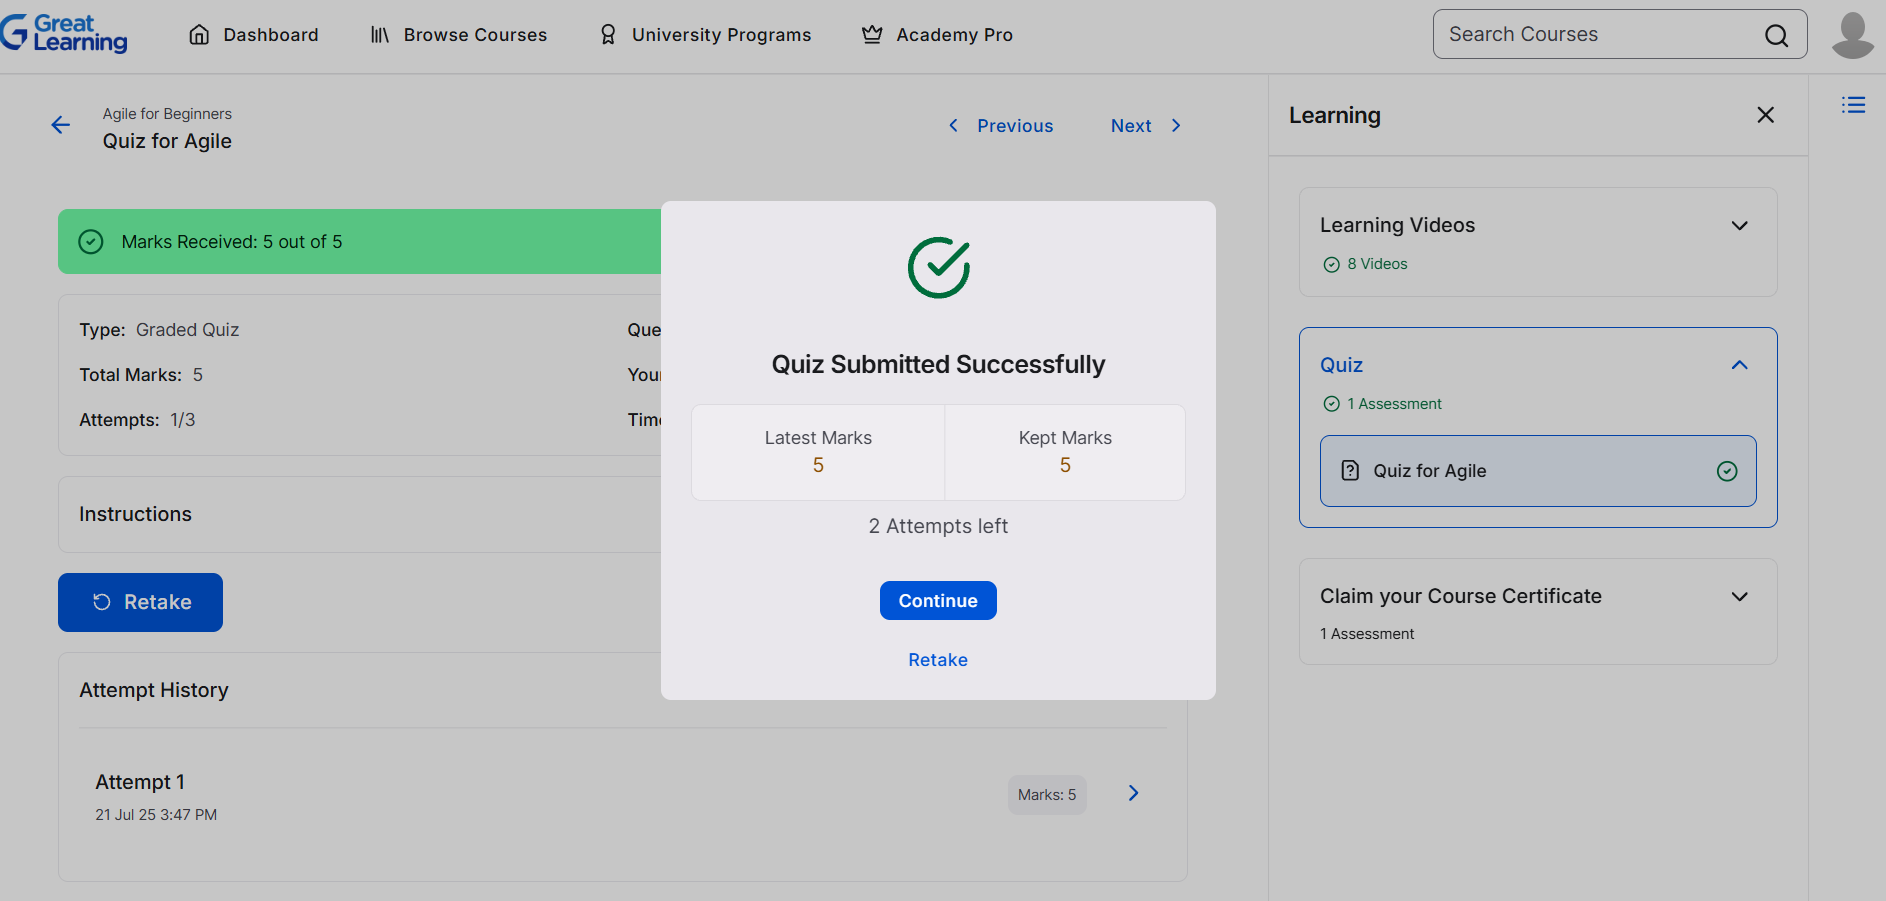 Great
Learning
Dashboard
Browse Courses
University Programs
Academy Pro
Search Courses
Agile for Beginners
Quiz for Agile
Previous
Next
Marks Received: 5 out of 5
Type: Graded Quiz
Que
Total Marks: 5
You
Attempts: 1/3
Tim
Instructions
Retake
Attempt History
Attempt 1
21 Jul 25 3:47 PM
Marks: 5
Quiz Submitted Successfully
Latest Marks
5
Kept Marks
5
2 Attempts left
Continue
Retake
Learning
Learning Videos
8 Videos
Quiz
1 Assessment
Quiz for Agile
Claim your Course Certificate
1 Assessment